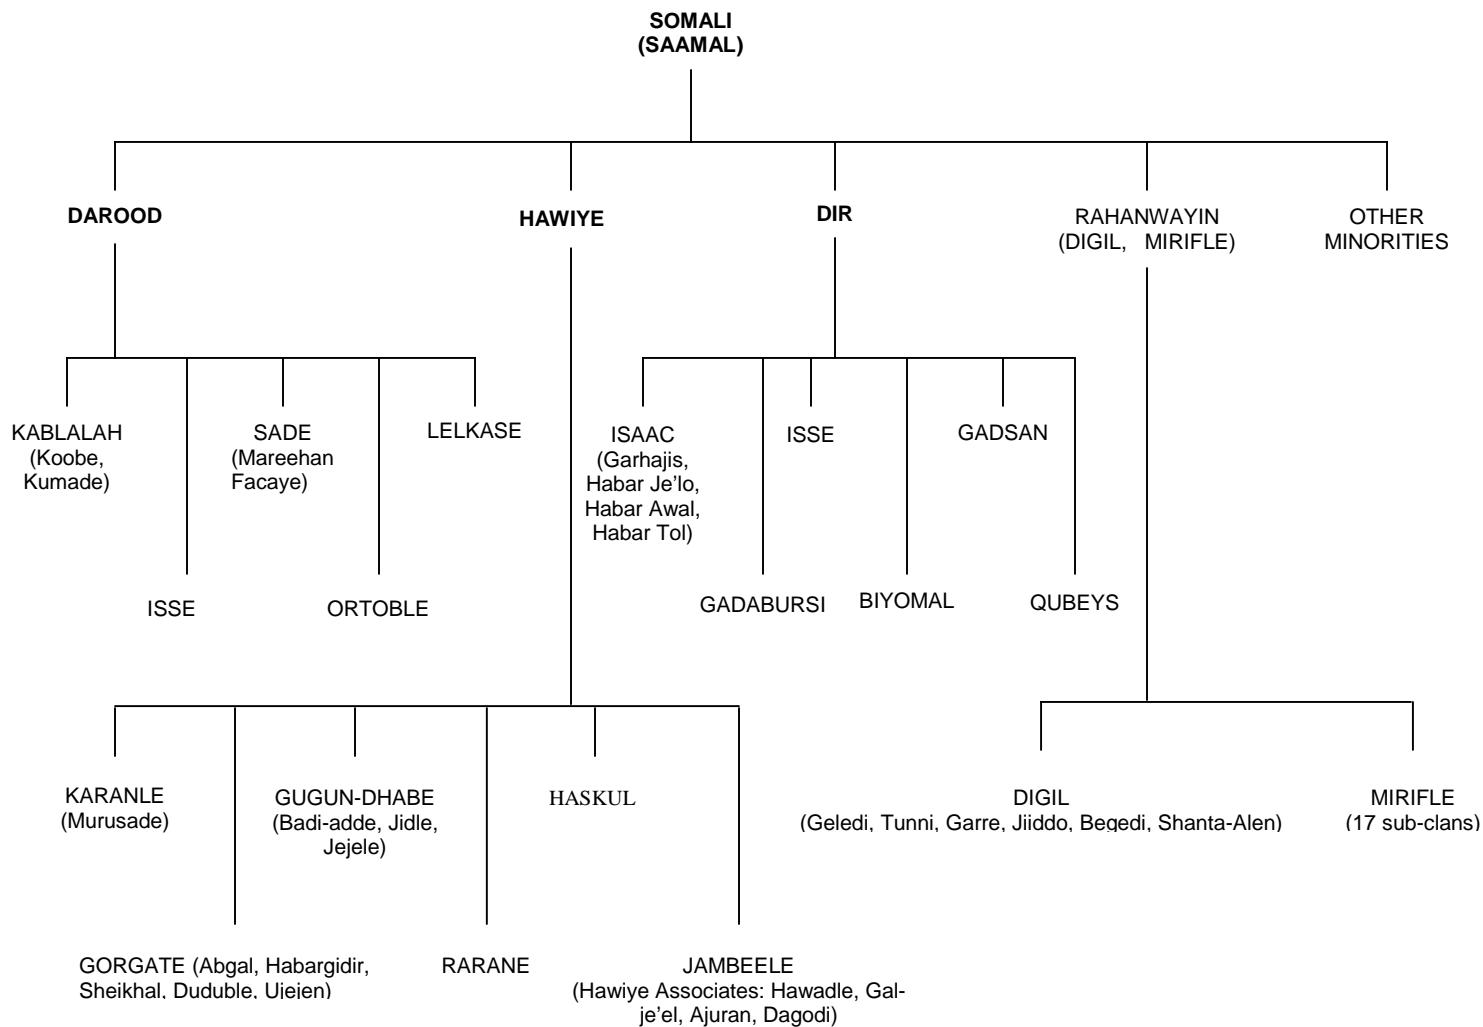 SOMALI
(SAAMAL)
DAROOD
HAWIYE
DIR
RAHANWAYIN
(DIGIL, MIRIFLE)
OTHER
MINORITIES
KABLALAH
(Koobe,
Kumade)
SADE
(Mareehan
Facaye)
LELKASE
ISAAC
(Garhajis,
Habar Je’lo,
Habar Awal,
Habar Tol)
ISSE
GADSAN
ISSE
ORTOBLE
GADABURSI
BIYOMAL
QUBEYS
KARANLE
(Murusade)
GUGUN-DHABE
(Badi-adde, Jidle,
Jejele)
HASKUL
DIGIL
(Geledi, Tunni, Garre, Jiiddo, Begedi, Shanta-Alen)
MIRIFLE
(17 sub-clans)
GORGATE (Abgal, Habargidir,
Sheikhal, Duduble, Ujejen)
RARANE
JAMBEELE
(Hawiye Associates: Hawadle, Gal-
je’el, Ajuran, Dagodi)